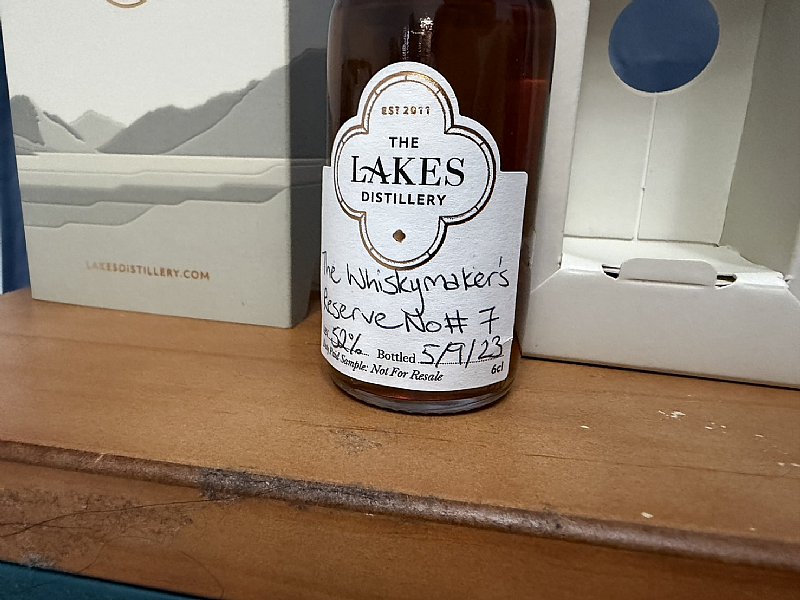 LAKESDISTILLERY.COM
EST 2011
THE
LAKES
DISTILLERY
The Whiskymaker's
Reserve No# 7
52%
Bottled 5/9/23
Paid Sample: Not For Resale
6cl